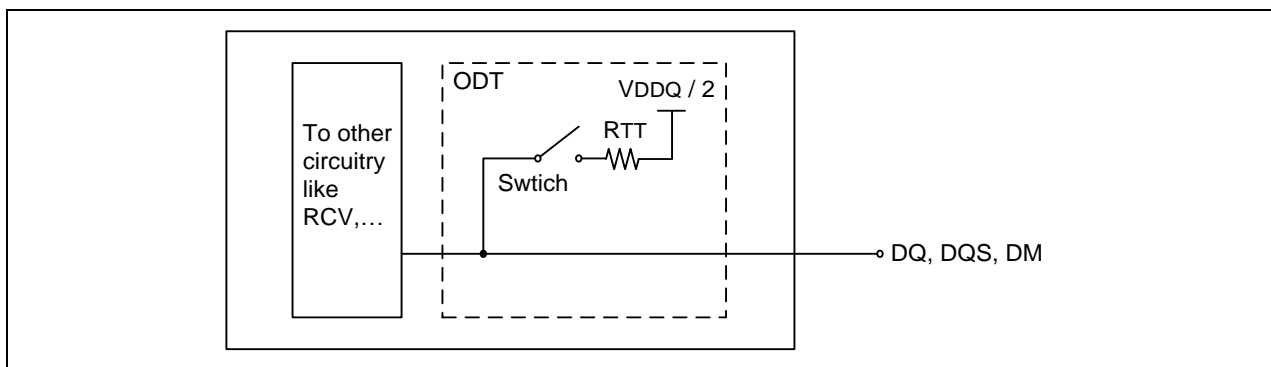 ODT
VDDQ / 2
RTT
Swtich
To other
circuitry
like
RCV,…
DQ, DQS, DM